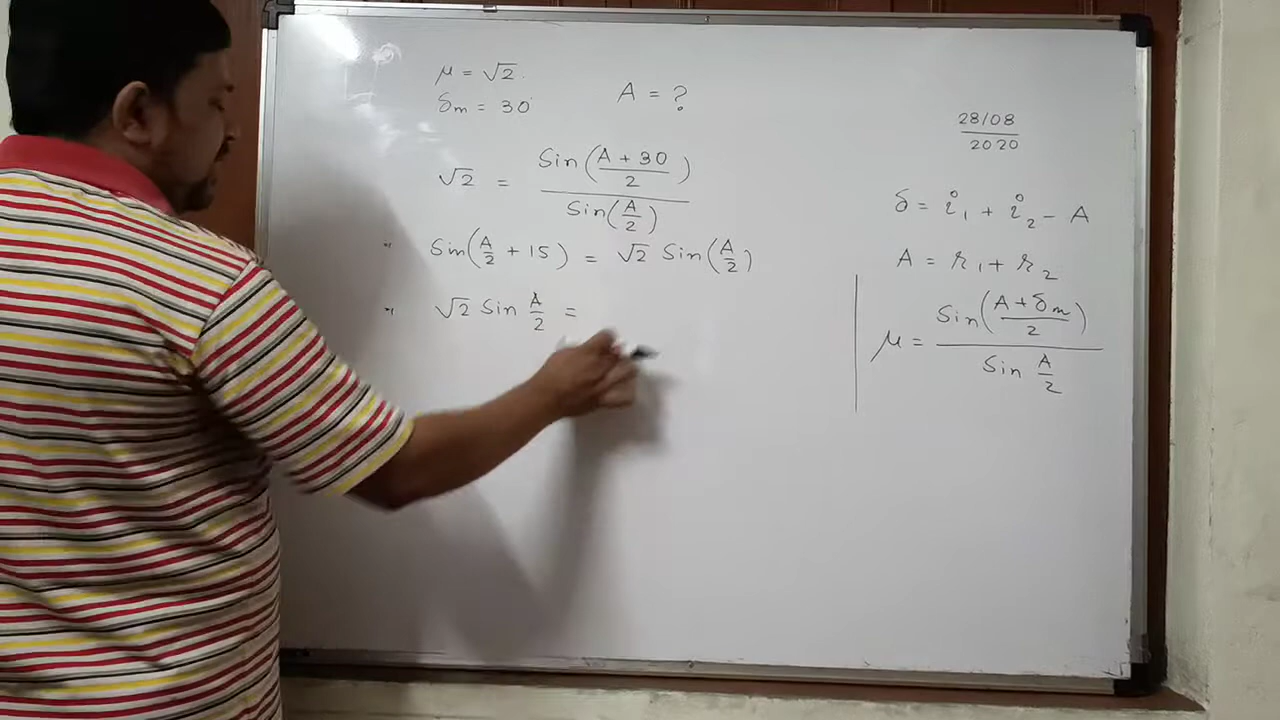 μ = √2.
δm = 30°
A = ?
√2 = Sin((A + 30)/2) / Sin(A/2)
" Sin(A/2 + 15) = √2 Sin(A/2)
" √2 Sin A/2 =
28/08
2020
δ = i₁ + i₂ - A
A = r₁ + r₂
μ = Sin((A + δm)/2) / Sin A/2